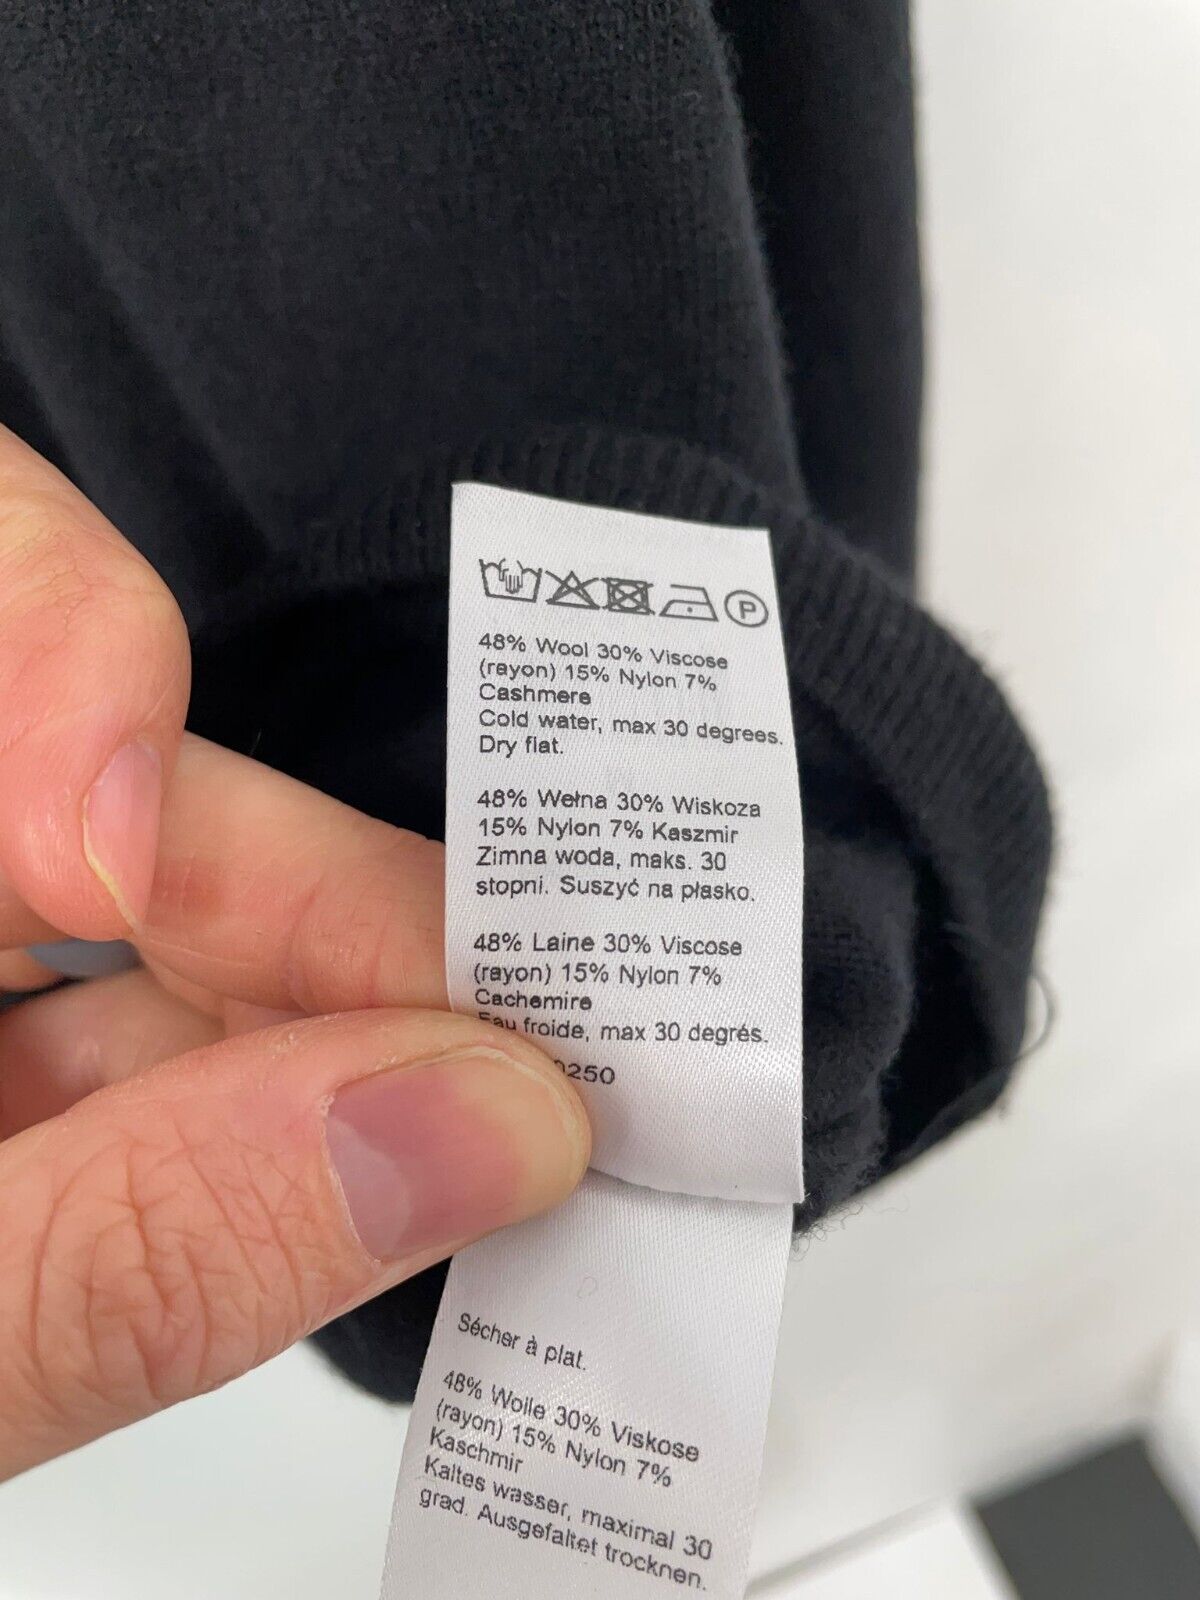 P
48% Wool 30% Viscose
(rayon) 15% Nylon 7%
Cashmere
Cold water, max 30 degrees.
Dry flat.
48% Wełna 30% Wiskoza
15% Nylon 7% Kaszmir
Zimna woda, maks. 30
stopni. Suszyć na płasko.
48% Laine 30% Viscose
(rayon) 15% Nylon 7%
Cachemire
Eau froide, max 30 degrés.
0250
Sécher à plat.
48% Wolle 30% Viskose
(rayon) 15% Nylon 7%
Kaschmir
Kaltes wasser, maximal 30
grad. Ausgefaltet trocknen.